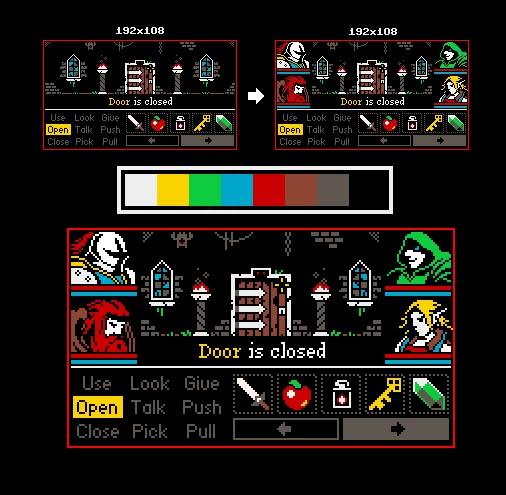 192x108
192x108
Door is closed
Use Look Give
Open Talk Push
Close Pick Pull
Door is closed
Use Look Give
Open Talk Push
Close Pick Pull
Door is closed
Use Look Give
Open Talk Push
Close Pick Pull